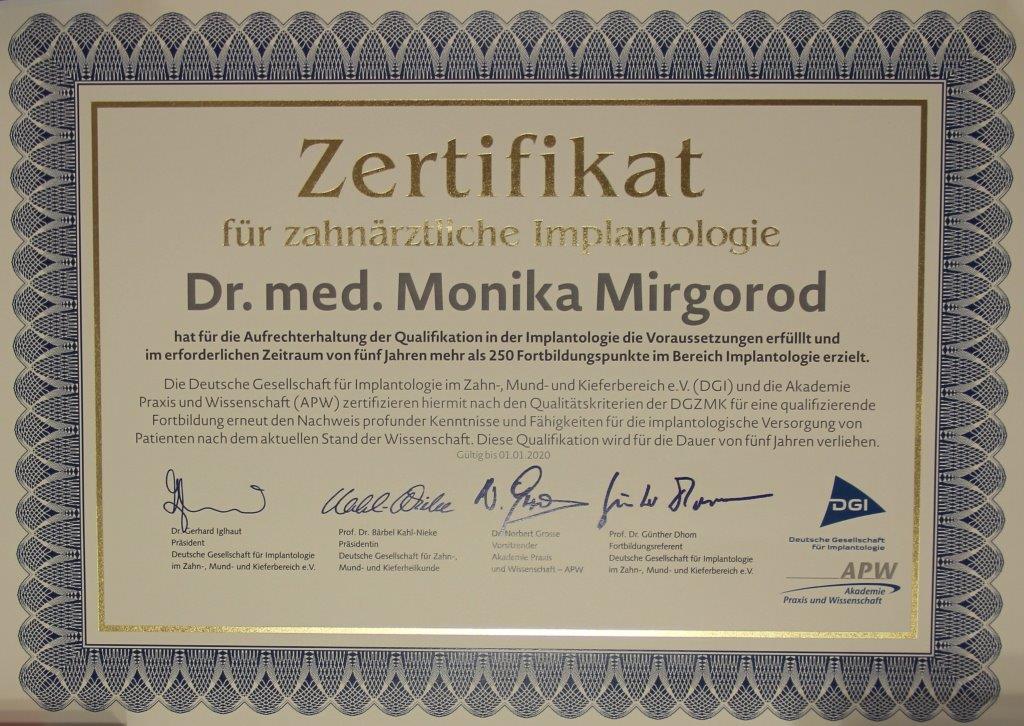 Zertifikat
für zahnärztliche Implantologie
Dr. med. Monika Mirgorod
hat für die Aufrechterhaltung der Qualifikation in der Implantologie die Voraussetzungen erfülllt und
im erforderlichen Zeitraum von fünf Jahren mehr als 250 Fortbildungspunkte im Bereich Implantologie erzielt.
Die Deutsche Gesellschaft für Implantologie im Zahn-, Mund- und Kieferbereich e.V. (DGI) und die Akademie
Praxis und Wissenschaft (APW) zertifizieren hiermit nach den Qualitätskriterien der DGZMK für eine qualifizierende
Fortbildung erneut den Nachweis profunder Kenntnisse und Fähigkeiten für die implantologische Versorgung von
Patienten nach dem aktuellen Stand der Wissenschaft. Diese Qualifikation wird für die Dauer von fünf Jahren verliehen.
Gültig bis 01.01.2020
Dr. Gerhard Iglhaut
Präsident
Deutsche Gesellschaft für Implantologie
im Zahn-, Mund- und Kieferbereich e.V.
Prof. Dr. Bärbel Kahl-Nieke
Präsidentin
Deutsche Gesellschaft für Zahn-,
Mund- und Kieferheilkunde
Dr. Norbert Grosse
Vorsitzender
Akademie Praxis
und Wissenschaft – APW
Prof. Dr. Günther Dhom
Fortbildungsreferent
Deutsche Gesellschaft für Implantologie
im Zahn-, Mund- und Kieferbereich e.V.
DGI
Deutsche Gesellschaft
für Implantologie
APW
Akademie
Praxis und Wissenschaft